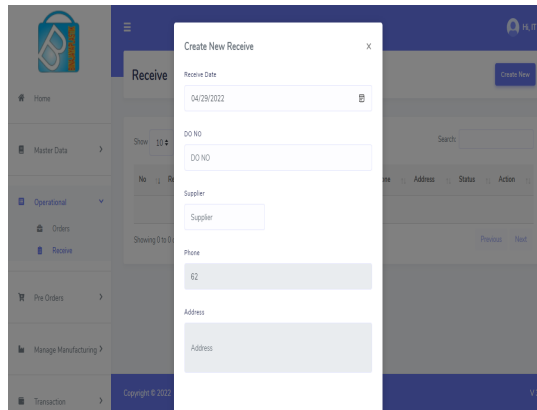 Hi, IT
Home
Master Data
Operational
Orders
Receive
Pre Orders
Manage Manufacturing
Transaction
Receive
Create New
Show 10
Search:
No Address Status Action
Showing 0 to 0
Previous Next
Copyright © 2022
Create New Receive X
Receive Date
04/29/2022
DO NO
DO NO
Supplier
Supplier
Phone
62
Address
Address